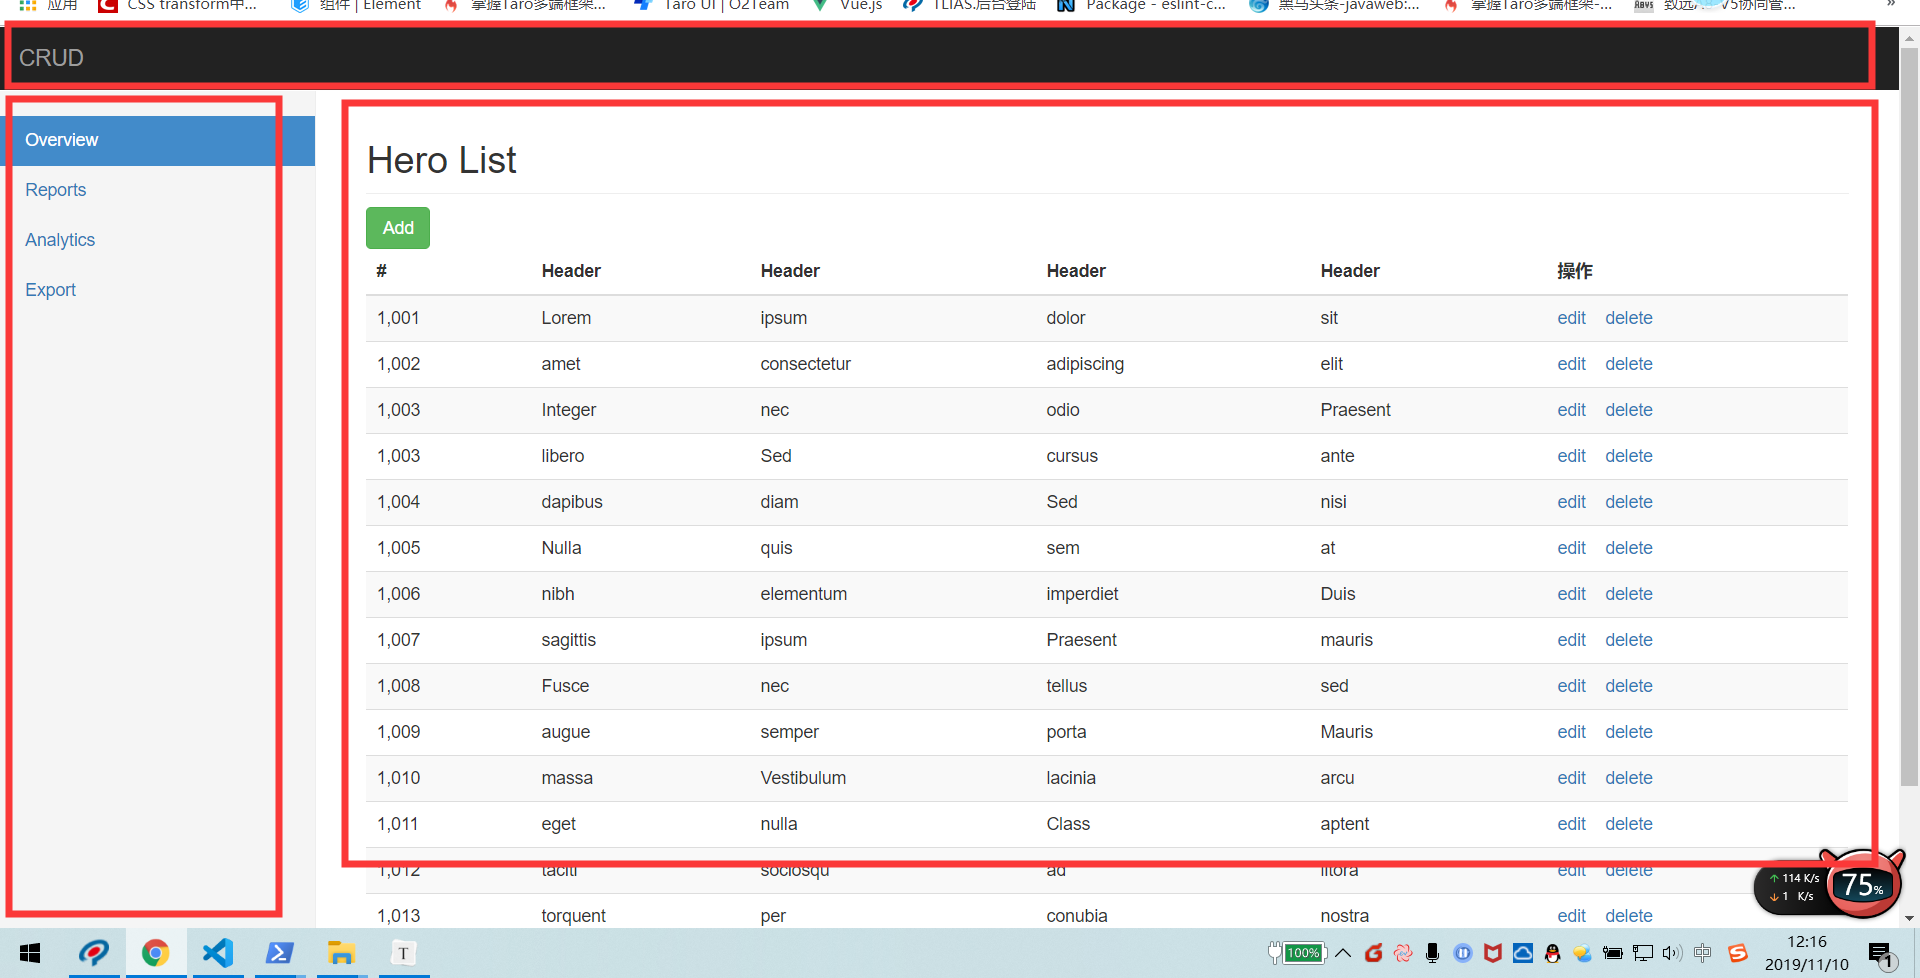 应用 CSS transform中... 组件 | Element 掌握Taro多端框架... Taro UI | O2Team Vue.js TLIAS.后台登陆 Package - eslint-c... 黑马头条-javaweb:... 掌握Taro多端框架-... 致远A V5协同管... »
CRUD
Overview
Reports
Analytics
Export
Hero List
Add
# Header Header Header Header 操作
1,001 Lorem ipsum dolor sit edit delete
1,002 amet consectetur adipiscing elit edit delete
1,003 Integer nec odio Praesent edit delete
1,003 libero Sed cursus ante edit delete
1,004 dapibus diam Sed nisi edit delete
1,005 Nulla quis sem at edit delete
1,006 nibh elementum imperdiet Duis edit delete
1,007 sagittis ipsum Praesent mauris edit delete
1,008 Fusce nec tellus sed edit delete
1,009 augue semper porta Mauris edit delete
1,010 massa Vestibulum lacinia arcu edit delete
1,011 eget nulla Class aptent edit delete
1,012 taciti sociosqu ad litora edit delete
1,013 torquent per conubia nostra edit delete
114 K/s
1 K/s
75%
100% 中 12:16
2019/11/10 1